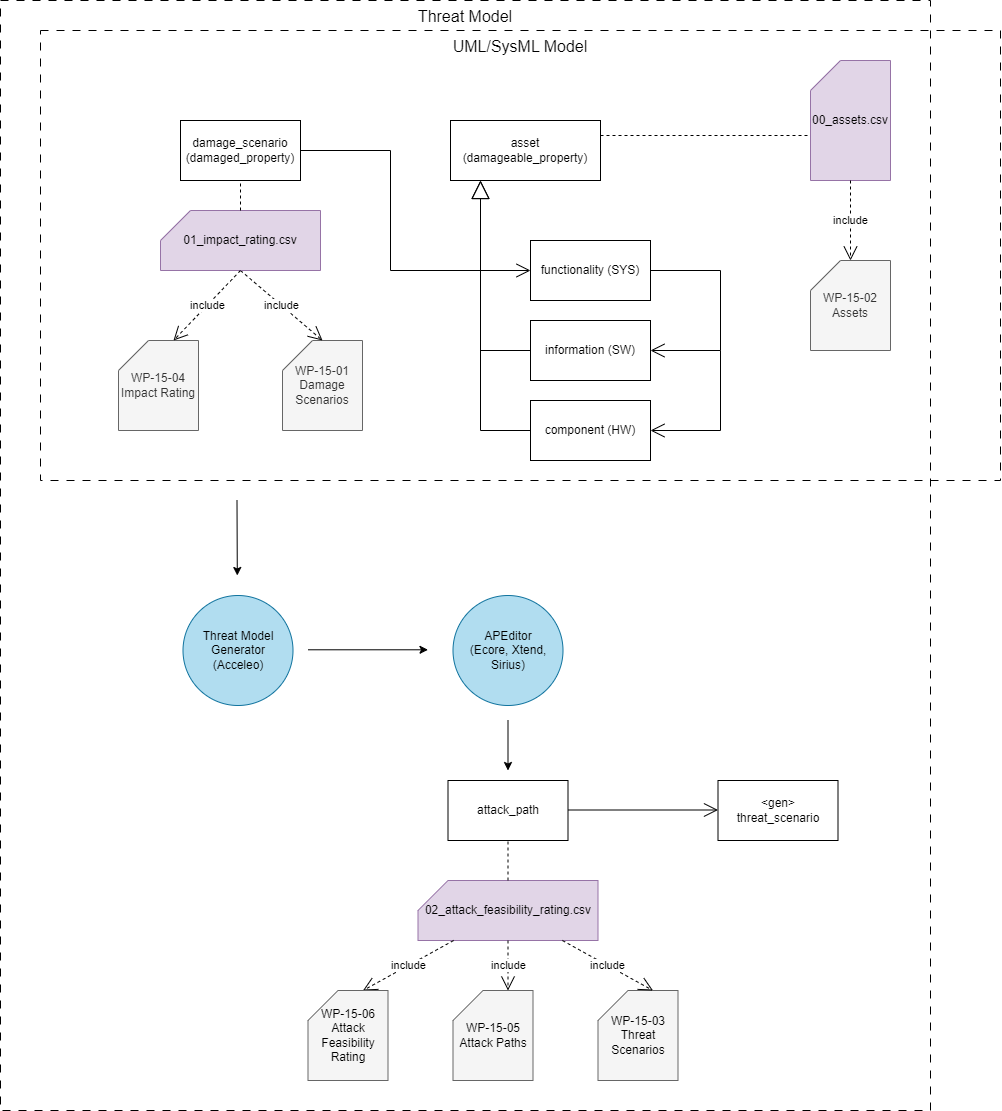 Threat Model
UML/SysML Model
damage_scenario
(damaged_property)
asset
(damageable_property)
00_assets.csv
01_impact_rating.csv
include
include
include
functionality (SYS)
information (SW)
component (HW)
WP-15-02
Assets
WP-15-04
Impact Rating
WP-15-01
Damage
Scenarios
Threat Model
Generator
(Acceleo)
APEditor
(Ecore, Xtend,
Sirius)
attack_path
<gen>
threat_scenario
02_attack_feasibility_rating.csv
include
include
include
WP-15-06
Attack
Feasibility
Rating
WP-15-05
Attack Paths
WP-15-03
Threat
Scenarios